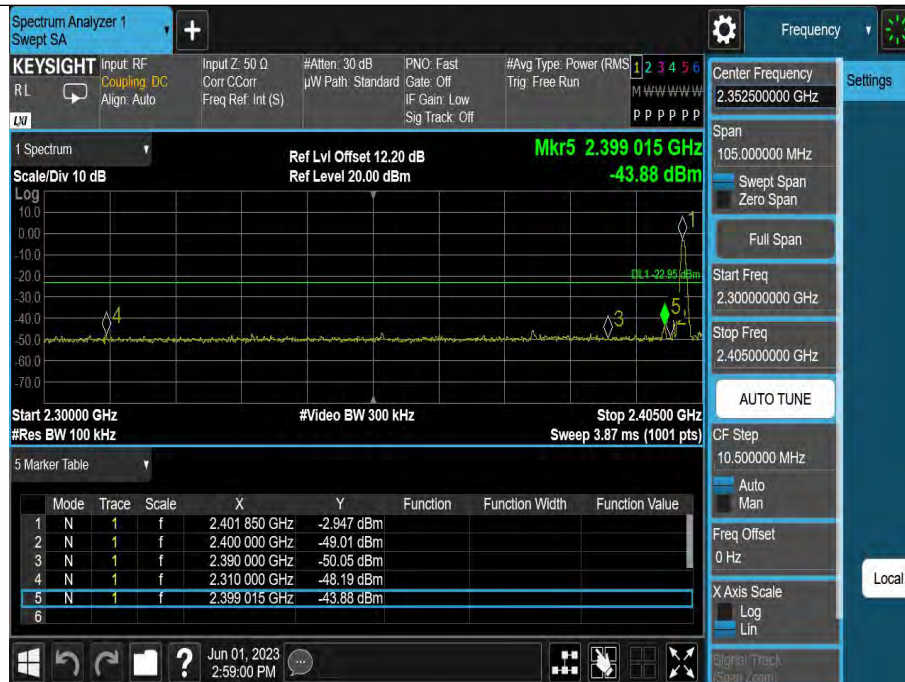 Spectrum Analyzer 1
Swept SA
+
Frequency
KEYSIGHT
RL
LXI
Input: RF
Coupling: DC
Align: Auto
Input Z: 50 Ω
Corr CCorr
Freq Ref: Int (S)
#Atten: 30 dB
µW Path: Standard
PNO: Fast
Gate: Off
IF Gain: Low
Sig Track: Off
#Avg Type: Power (RMS
Trig: Free Run
1 2 3 4 5 6
M W W W W W
P P P P P P
1 Spectrum
Scale/Div 10 dB
Ref Lvl Offset 12.20 dB
Ref Level 20.00 dBm
Mkr5 2.399 015 GHz
-43.88 dBm
Log
10.0
0.00
-10.0
-20.0
-30.0
-40.0
-50.0
-60.0
-70.0
1
DL1 -22.95 dBm
4
3
5
2
Start 2.30000 GHz
#Res BW 100 kHz
#Video BW 300 kHz
Stop 2.40500 GHz
Sweep 3.87 ms (1001 pts)
5 Marker Table
Mode Trace Scale X Y Function Function Width Function Value
1 N 1 f 2.401 850 GHz -2.947 dBm
2 N 1 f 2.400 000 GHz -49.01 dBm
3 N 1 f 2.390 000 GHz -50.05 dBm
4 N 1 f 2.310 000 GHz -48.19 dBm
5 N 1 f 2.399 015 GHz -43.88 dBm
6
?
Jun 01, 2023
2:59:00 PM
Center Frequency
2.352500000 GHz
Settings
Span
105.000000 MHz
Swept Span
Zero Span
Full Span
Start Freq
2.300000000 GHz
Stop Freq
2.405000000 GHz
AUTO TUNE
CF Step
10.500000 MHz
Auto
Man
Freq Offset
0 Hz
Local
X Axis Scale
Log
Lin
Signal Track
(Span Zoom)